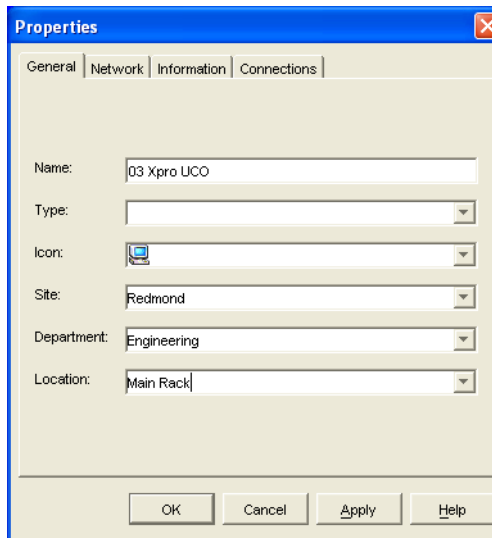 Properties
General Network Information Connections
Name: 03 Xpro UCO
Type:
Icon:
Site: Redmond
Department: Engineering
Location: Main Rack
OK Cancel Apply Help